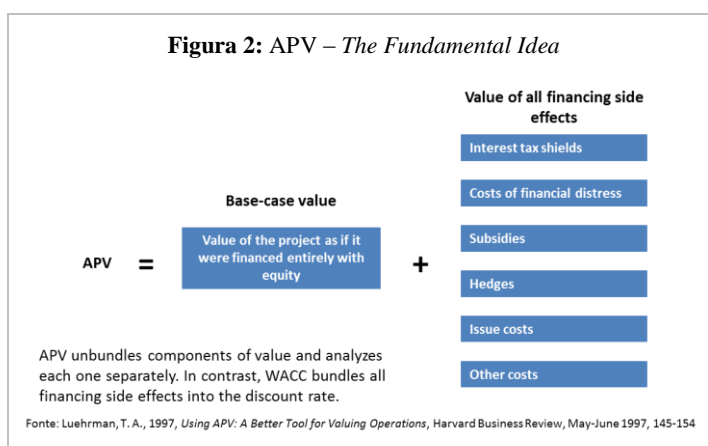 Figura 2: APV – The Fundamental Idea
Value of all financing side
effects
Interest tax shields
Costs of financial distress
Base-case value
Subsidies
Value of the project as if it
were financed entirely with
equity
APV
=
+
Hedges
Issue costs
Other costs
APV unbundles components of value and analyzes
each one separately. In contrast, WACC bundles all
financing side effects into the discount rate.
Fonte: Luehrman, T. A., 1997, Using APV: A Better Tool for Valuing Operations, Harvard Business Review, May-June 1997, 145-154